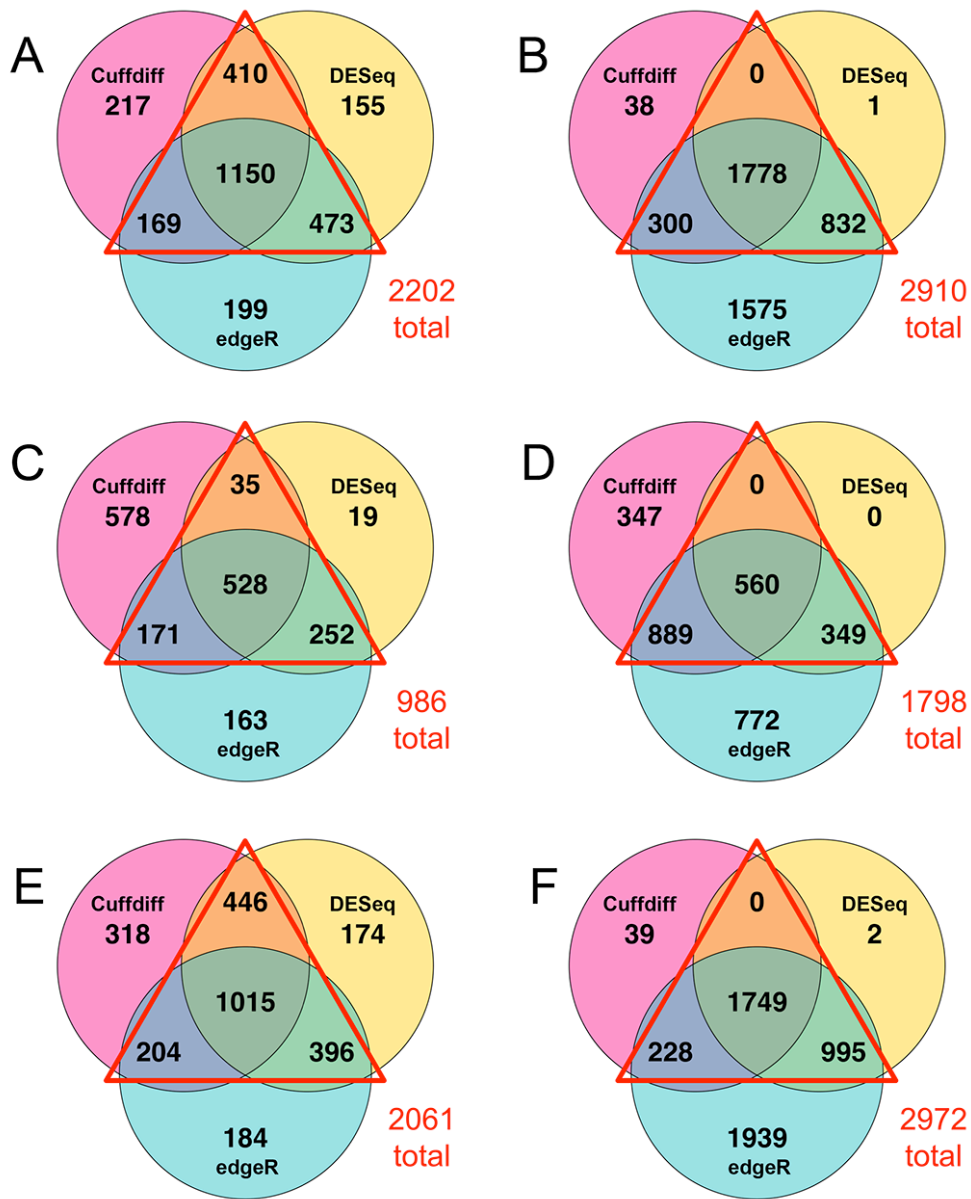 A
Cuffdiff
217
410
DESeq
155
1150
169
473
199
edgeR
2202
total
B
Cuffdiff
38
0
DESeq
1
1778
300
832
1575
edgeR
2910
total
C
Cuffdiff
578
35
DESeq
19
528
171
252
163
edgeR
986
total
D
Cuffdiff
347
0
DESeq
0
560
889
349
772
edgeR
1798
total
E
Cuffdiff
318
446
DESeq
174
1015
204
396
184
edgeR
2061
total
F
Cuffdiff
39
0
DESeq
2
1749
228
995
1939
edgeR
2972
total